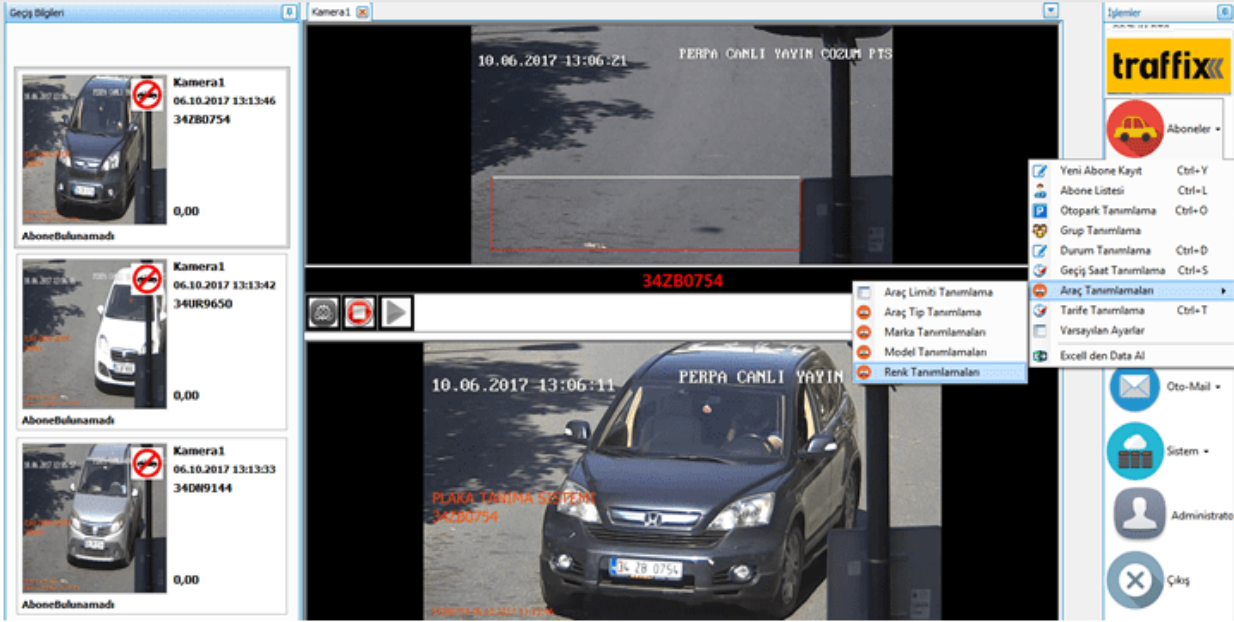 Geçiş Bilgileri
Kamera1
06.10.2017 13:13:46
34ZB0754
0,00
AboneBulunamadı
Kamera1
06.10.2017 13:13:42
34UR9650
0,00
AboneBulunamadı
Kamera1
06.10.2017 13:13:33
34DN9144
0,00
AboneBulunamadı
Kamera1
10.06.2017 13:06:21
PERPA CANLI YAYIN COZUM PTS
34ZB0754
10.06.2017 13:06:11
PERPA CANLI YAYIN
PLAKA TANIMA SISTEMI
34ZB0754
34 ZB 0754
İşlemler
traffix
Aboneler
Yeni Abone Kayıt Ctrl+Y
Abone Listesi Ctrl+L
Otopark Tanımlama Ctrl+O
Grup Tanımlama
Durum Tanımlama Ctrl+D
Geçiş Saat Tanımlama Ctrl+S
Araç Tanımlamaları
Tarife Tanımlama Ctrl+T
Varsayılan Ayarlar
Excell den Data Al
Araç Limiti Tanımlama
Araç Tip Tanımlama
Marka Tanımlamaları
Model Tanımlamaları
Renk Tanımlamaları
Oto-Mail
Sistem
Administrato
Çıkış